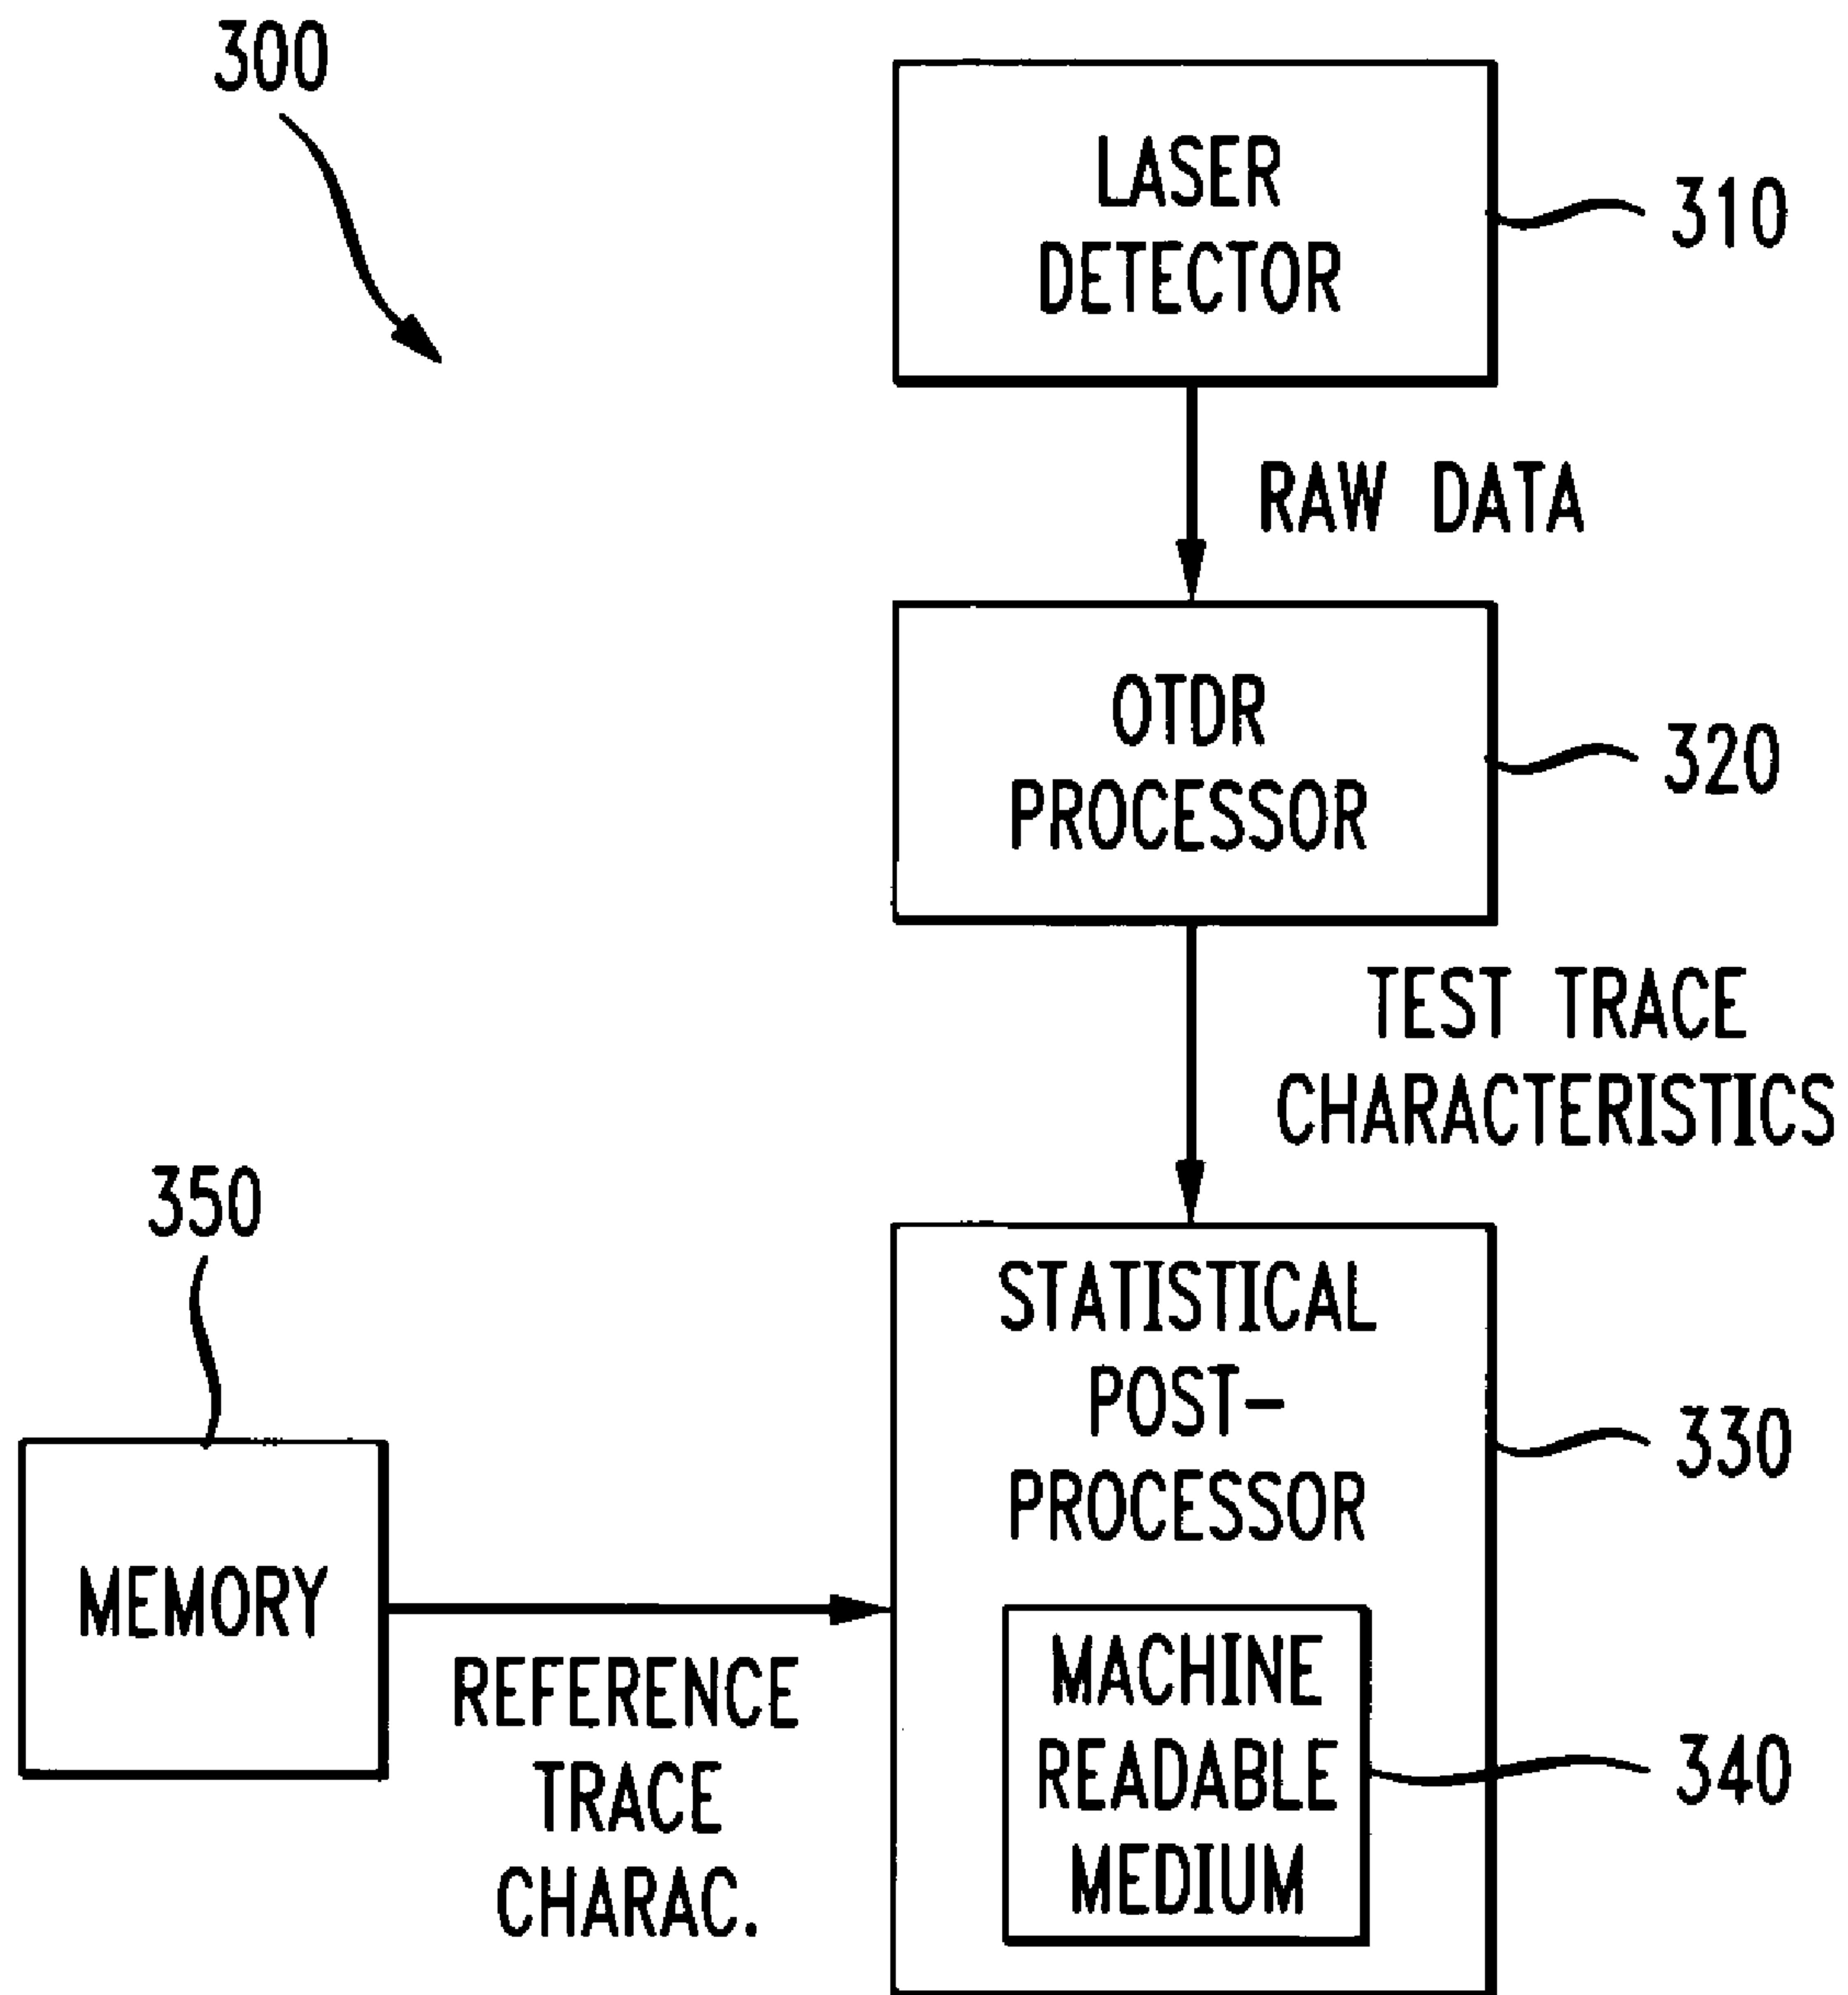 300
LASER
DETECTOR
310
RAW DATA
OTDR
PROCESSOR
320
TEST TRACE
CHARACTERISTICS
350
STATISTICAL
POST-
PROCESSOR
330
MEMORY
REFERENCE
TRACE
CHARAC.
MACHINE
READABLE
MEDIUM
340